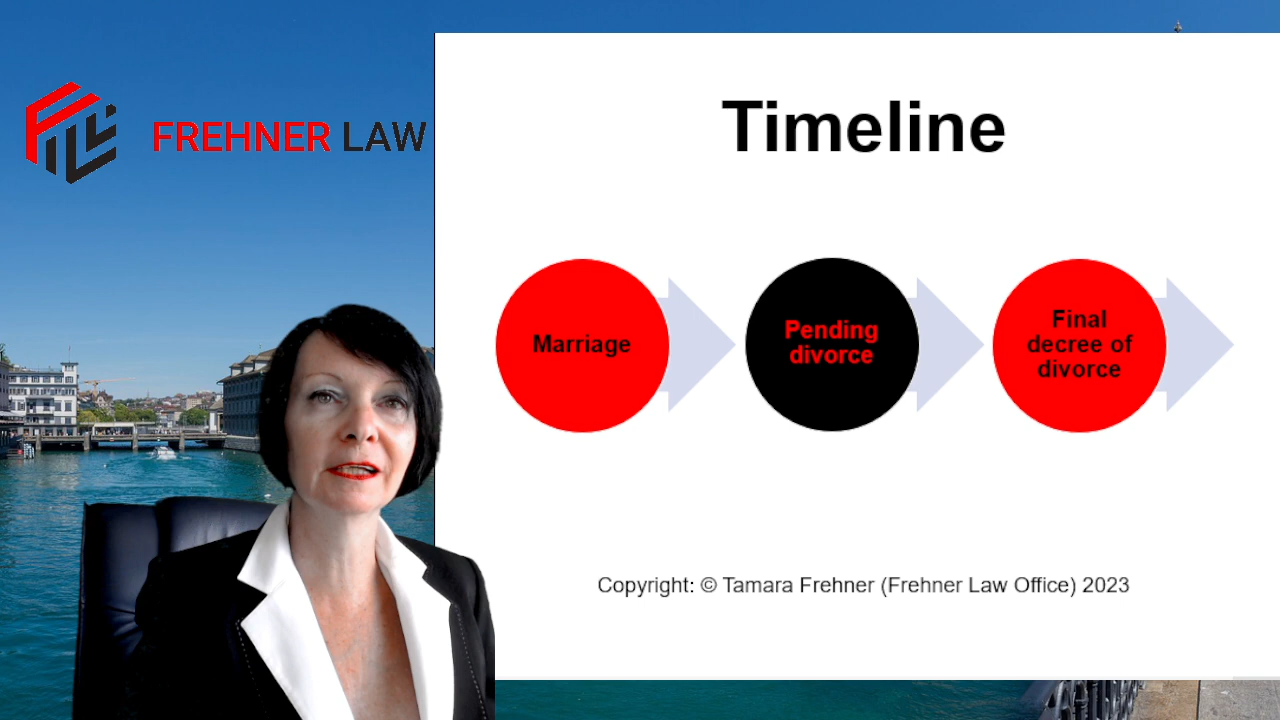 FREHNER LAW
Timeline
Marriage
Pending
divorce
Final
decree of
divorce
Copyright: © Tamara Frehner (Frehner Law Office) 2023